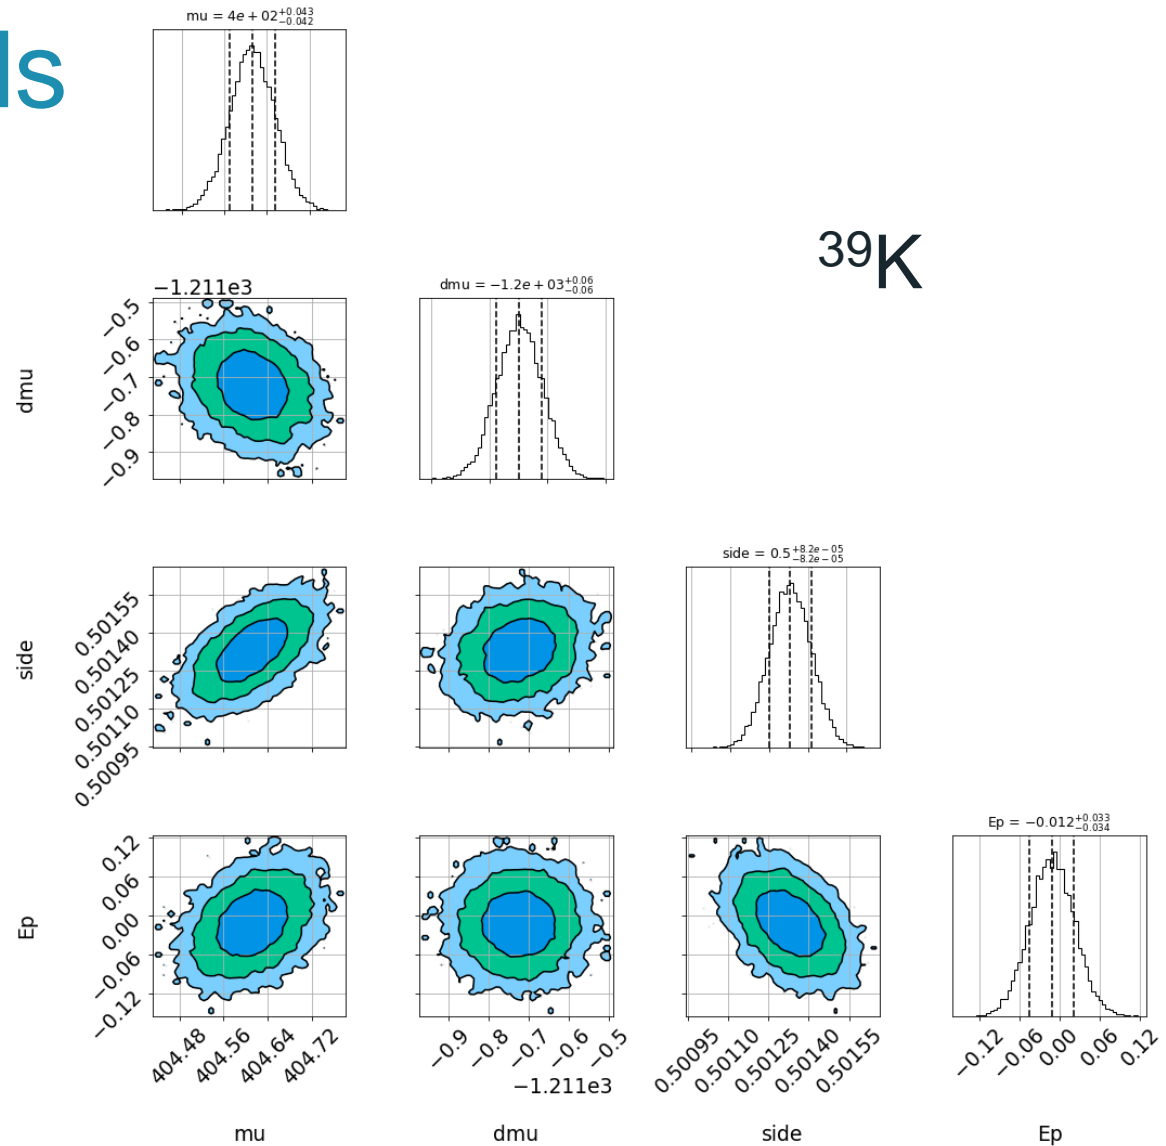 ls
mu = 4e + 02 +0.043 −0.042
³⁹K
−1.211e3
dmu = −1.2e + 03 +0.06 −0.06
dmu
−0.5
−0.6
−0.7
−0.8
−0.9
side = 0.5 +8.2e−05 −8.2e−05
side
0.50155
0.50140
0.50125
0.50110
0.50095
Ep = −0.012 +0.033 −0.034
Ep
0.12
0.06
0.00
−0.06
−0.12
404.48 404.56 404.64 404.72
−0.9 −0.8 −0.7 −0.6 −0.5
0.50095 0.50110 0.50125 0.50140 0.50155
−0.12 −0.06 0.00 0.06 0.12
−1.211e3
mu dmu side Ep